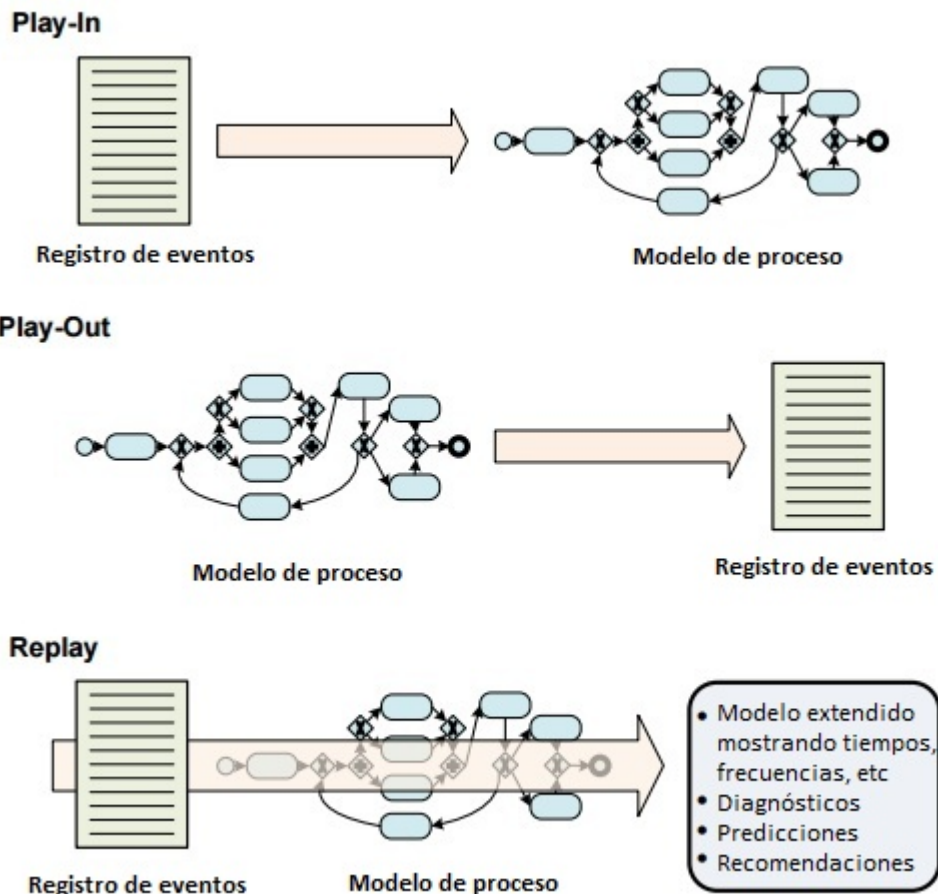 Play-In
Registro de eventos
Modelo de proceso
Play-Out
Modelo de proceso
Registro de eventos
Replay
• Modelo extendido
mostrando tiempos,
frecuencias, etc
• Diagnósticos
• Predicciones
• Recomendaciones
Registro de eventos
Modelo de proceso